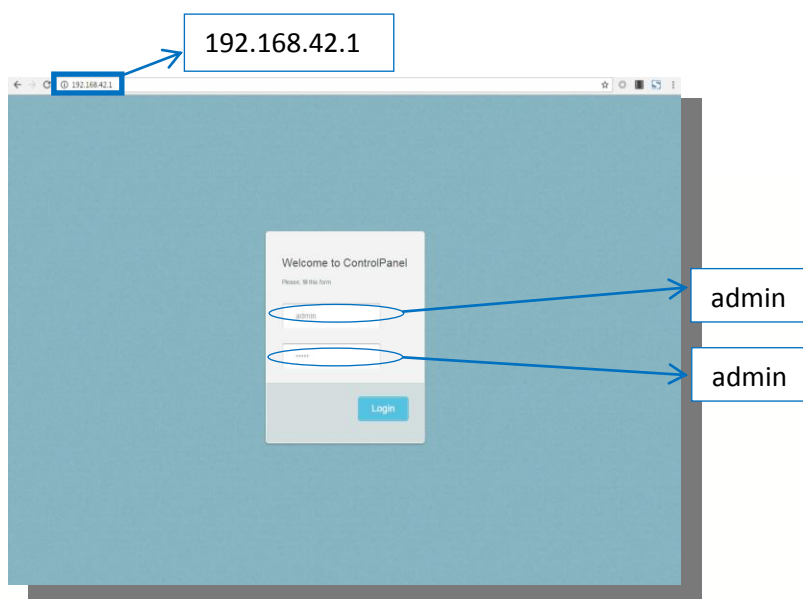 192.168.42.1
192.168.42.1
Welcome to ControlPanel
Please, fill this form
admin
admin
•••••
admin
Login